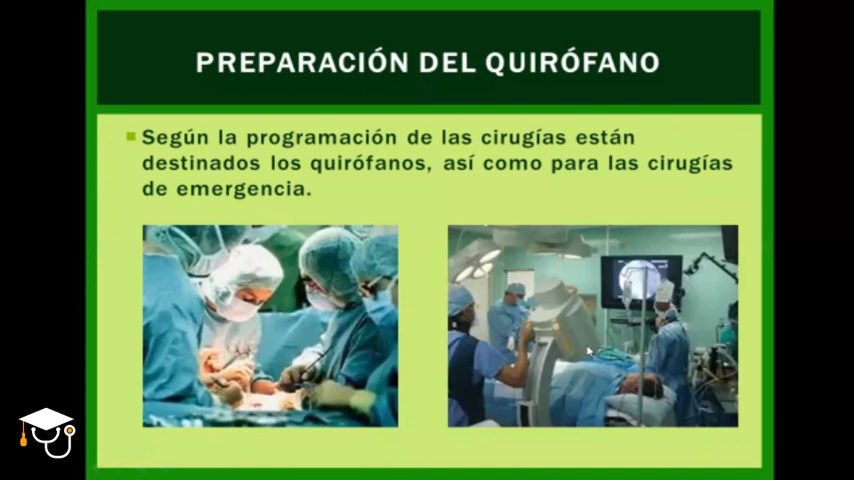 PREPARACIÓN DEL QUIRÓFANO
Según la programación de las cirugías están
destinados los quirófanos, así como para las cirugías
de emergencia.